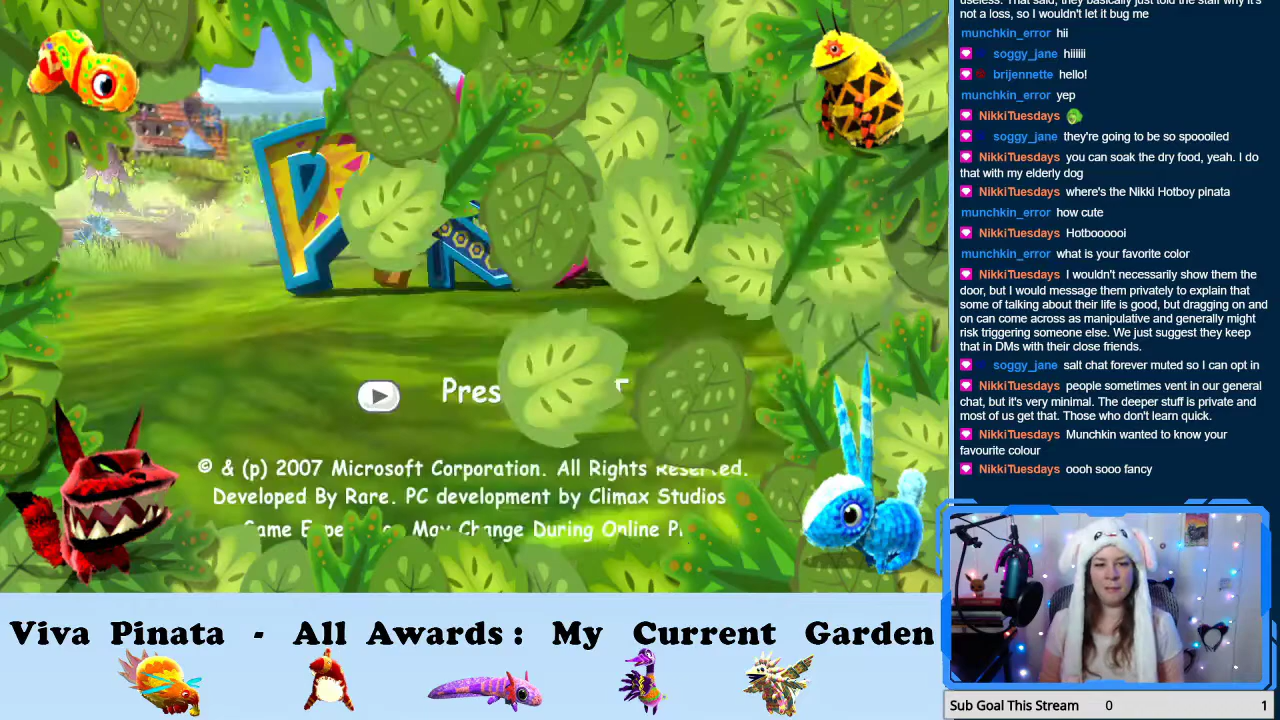 useless. That said, they basically just told the staff why it's
not a loss, so I wouldn't let it bug me
munchkin_error hii
soggy_jane hiiiiii
brijennette hello!
munchkin_error yep
NikkiTuesdays
soggy_jane they're going to be so spoooiled
NikkiTuesdays you can soak the dry food, yeah. I do
that with my elderly dog
NikkiTuesdays where's the Nikki Hotboy pinata
munchkin_error how cute
NikkiTuesdays Hotboooooi
munchkin_error what is your favorite color
NikkiTuesdays I wouldn't necessarily show them the
door, but I would message them privately to explain that
some of talking about their life is good, but dragging on and
on can come across as manipulative and generally might
risk triggering someone else. We just suggest they keep
that in DMs with their close friends.
soggy_jane salt chat forever muted so I can opt in
NikkiTuesdays people sometimes vent in our general
chat, but it's very minimal. The deeper stuff is private and
most of us get that. Those who don't learn quick.
NikkiTuesdays Munchkin wanted to know your
favourite colour
NikkiTuesdays oooh sooo fancy
P
Pres
© & (p) 2007 Microsoft Corporation. All Rights Reserved.
Developed By Rare. PC development by Climax Studios
Game Expe May Change During Online P
Viva Pinata - All Awards : My Current Garden
Sub Goal This Stream 0 1